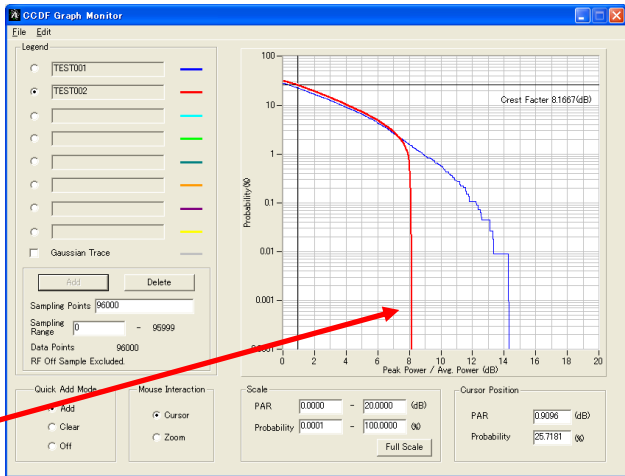 CCDF Graph Monitor
File Edit
Legend
TEST001
TEST002
Gaussian Trace
Add Delete
Sampling Points 96000
Sampling Range 0 - 95999
Data Points 96000
RF Off Sample Excluded.
Quick Add Mode
Add
Clear
Off
Mouse Interaction
Cursor
Zoom
Crest Facter 8.1667(dB)
Probability(%)
100
10
1
0.1
0.01
0.001
0 2 4 6 8 10 12 14 16 18 20
Peak Power / Avg. Power (dB)
Scale
PAR 0.0000 - 20.0000 (dB)
Probability 0.0001 - 100.0000 (%)
Full Scale
Cursor Position
PAR 0.9096 (dB)
Probability 25.7181 (%)